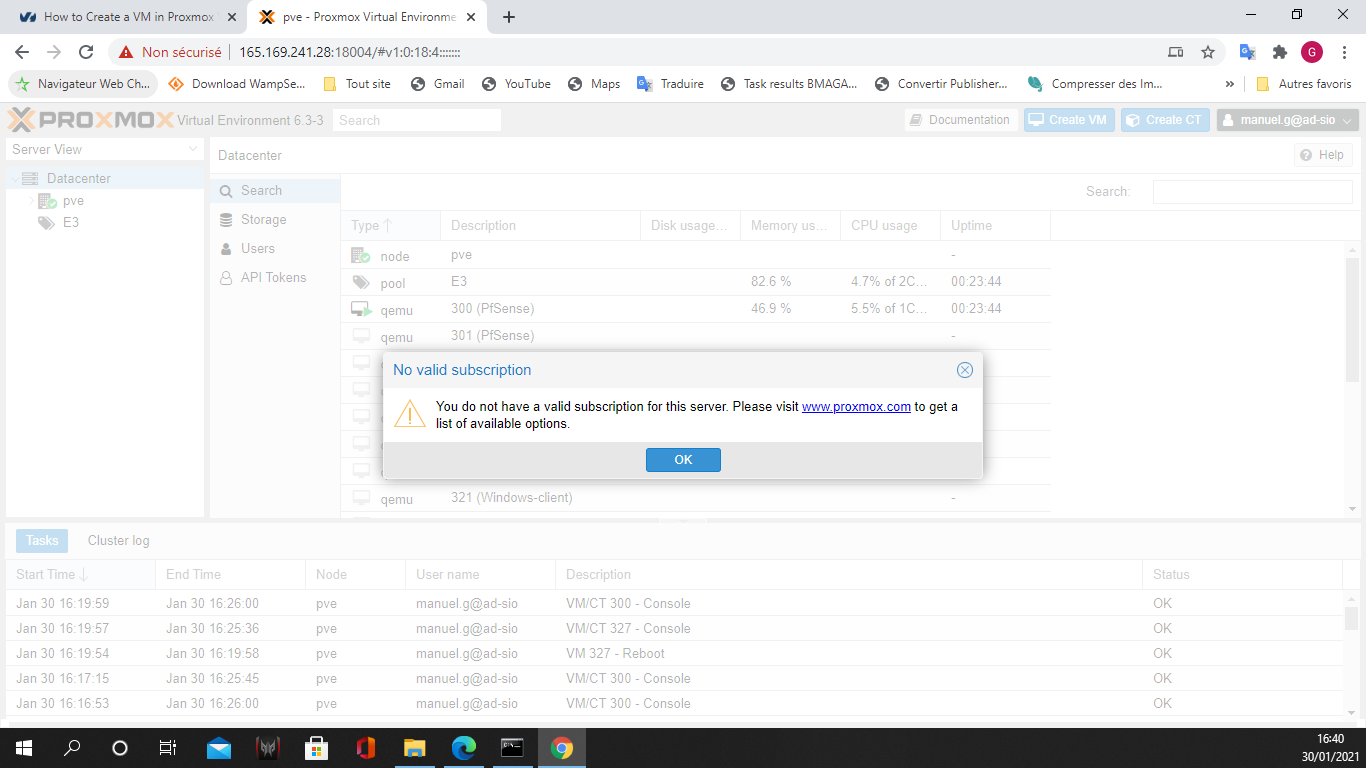 How to Create a VM in Proxmox
pve - Proxmox Virtual Environme
Non sécurisé
165.169.241.28:18004/#v1:0:18:4:::::::
G
Navigateur Web Ch...
Download WampSe...
Tout site
Gmail
YouTube
Maps
Traduire
Task results BMAGA...
Convertir Publisher...
Compresser des Im...
»
Autres favoris
PROXMOX Virtual Environment 6.3-3
Search
Documentation
Create VM
Create CT
manuel.g@ad-sio
Server View
Datacenter
pve
E3
Datacenter
Help
Search
Storage
Users
API Tokens
Search:
Type Description Disk usage... Memory us... CPU usage Uptime
node pve -
pool E3 82.6 % 4.7% of 2C... 00:23:44
qemu 300 (PfSense) 46.9 % 5.5% of 1C... 00:23:44
qemu 301 (PfSense) -
No valid subscription
You do not have a valid subscription for this server. Please visit www.proxmox.com to get a
list of available options.
OK
qemu 321 (Windows-client) -
Tasks
Cluster log
Start Time End Time Node User name Description Status
Jan 30 16:19:59 Jan 30 16:26:00 pve manuel.g@ad-sio VM/CT 300 - Console OK
Jan 30 16:19:57 Jan 30 16:25:36 pve manuel.g@ad-sio VM/CT 327 - Console OK
Jan 30 16:19:54 Jan 30 16:19:58 pve manuel.g@ad-sio VM 327 - Reboot OK
Jan 30 16:17:15 Jan 30 16:25:45 pve manuel.g@ad-sio VM/CT 300 - Console OK
Jan 30 16:16:53 Jan 30 16:26:00 pve manuel.g@ad-sio VM/CT 300 - Console OK
16:40
30/01/2021